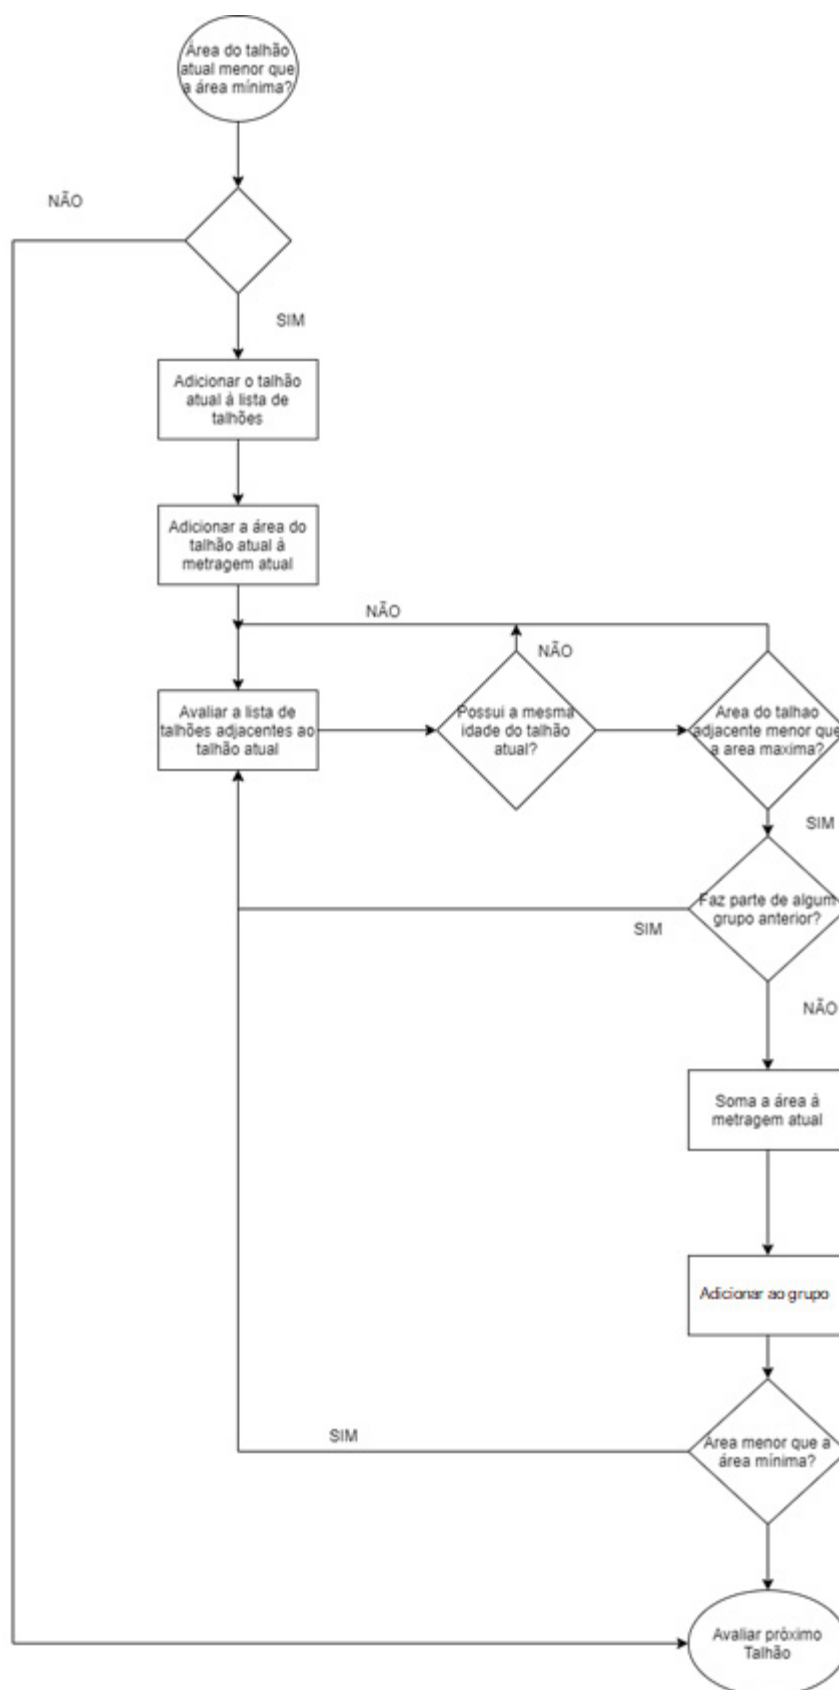 Área do talhão
atual menor que
a área mínima?
NÃO
SIM
Adicionar o talhão
atual à lista de
talhões
Adicionar a área do
talhão atual à
metragem atual
NÃO
NÃO
Avaliar a lista de
talhões adjacentes ao
talhão atual
Possui a mesma
idade do talhão
atual?
Area do talhao
adjacente menor que
a area maxima?
SIM
Faz parte de algum
grupo anterior?
SIM
NÃO
Soma a área à
metragem atual
Adicionar ao grupo
SIM
Área menor que a
área mínima?
Avaliar próximo
Talhão